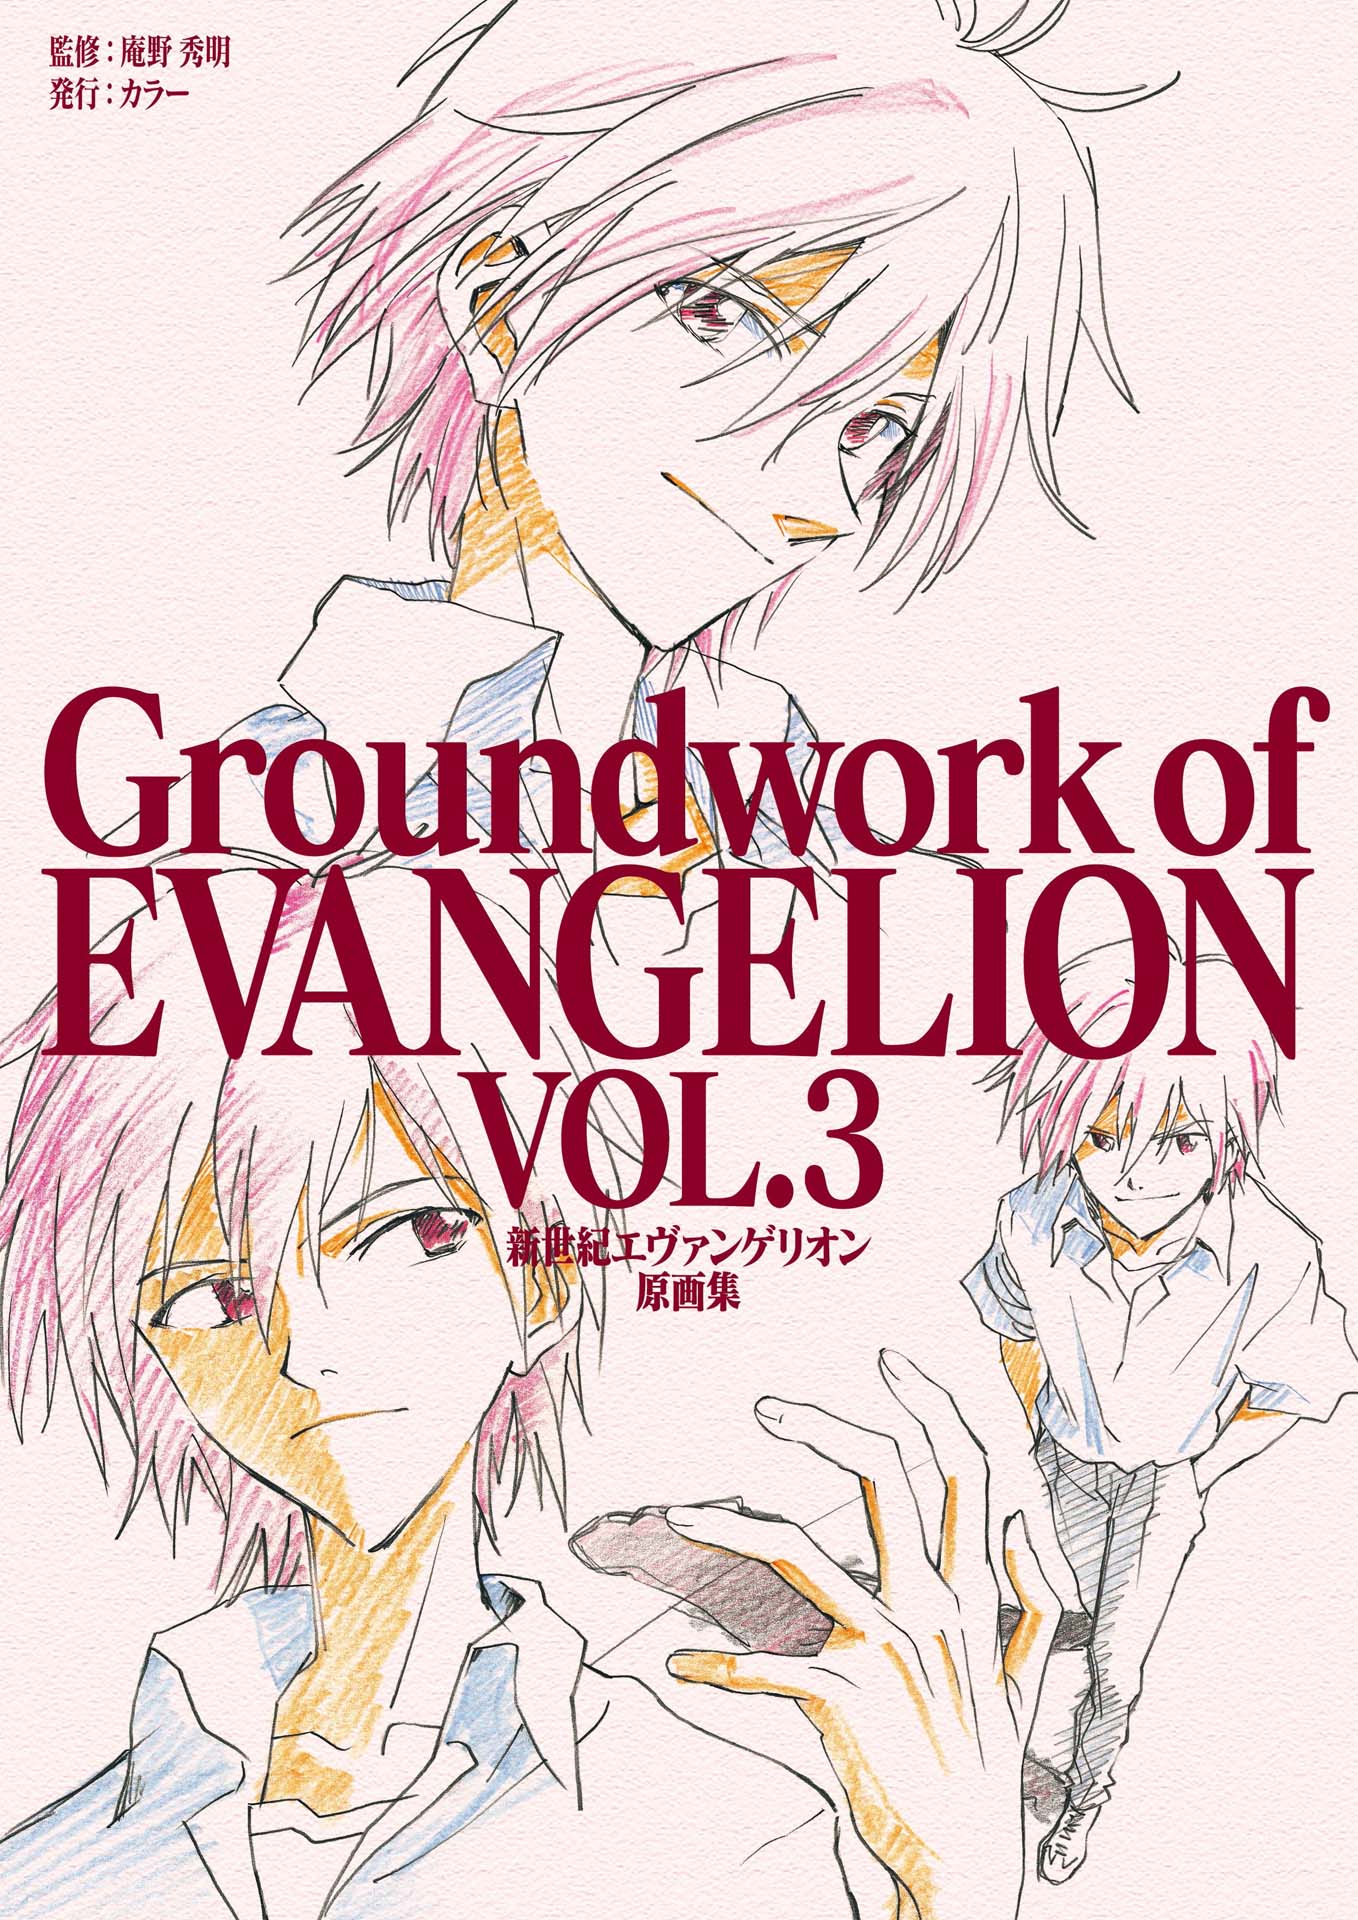 監修：庵野 秀明
発行：カラー
Groundwork of
EVANGELION
VOL.3
新世紀エヴァンゲリオン
原画集